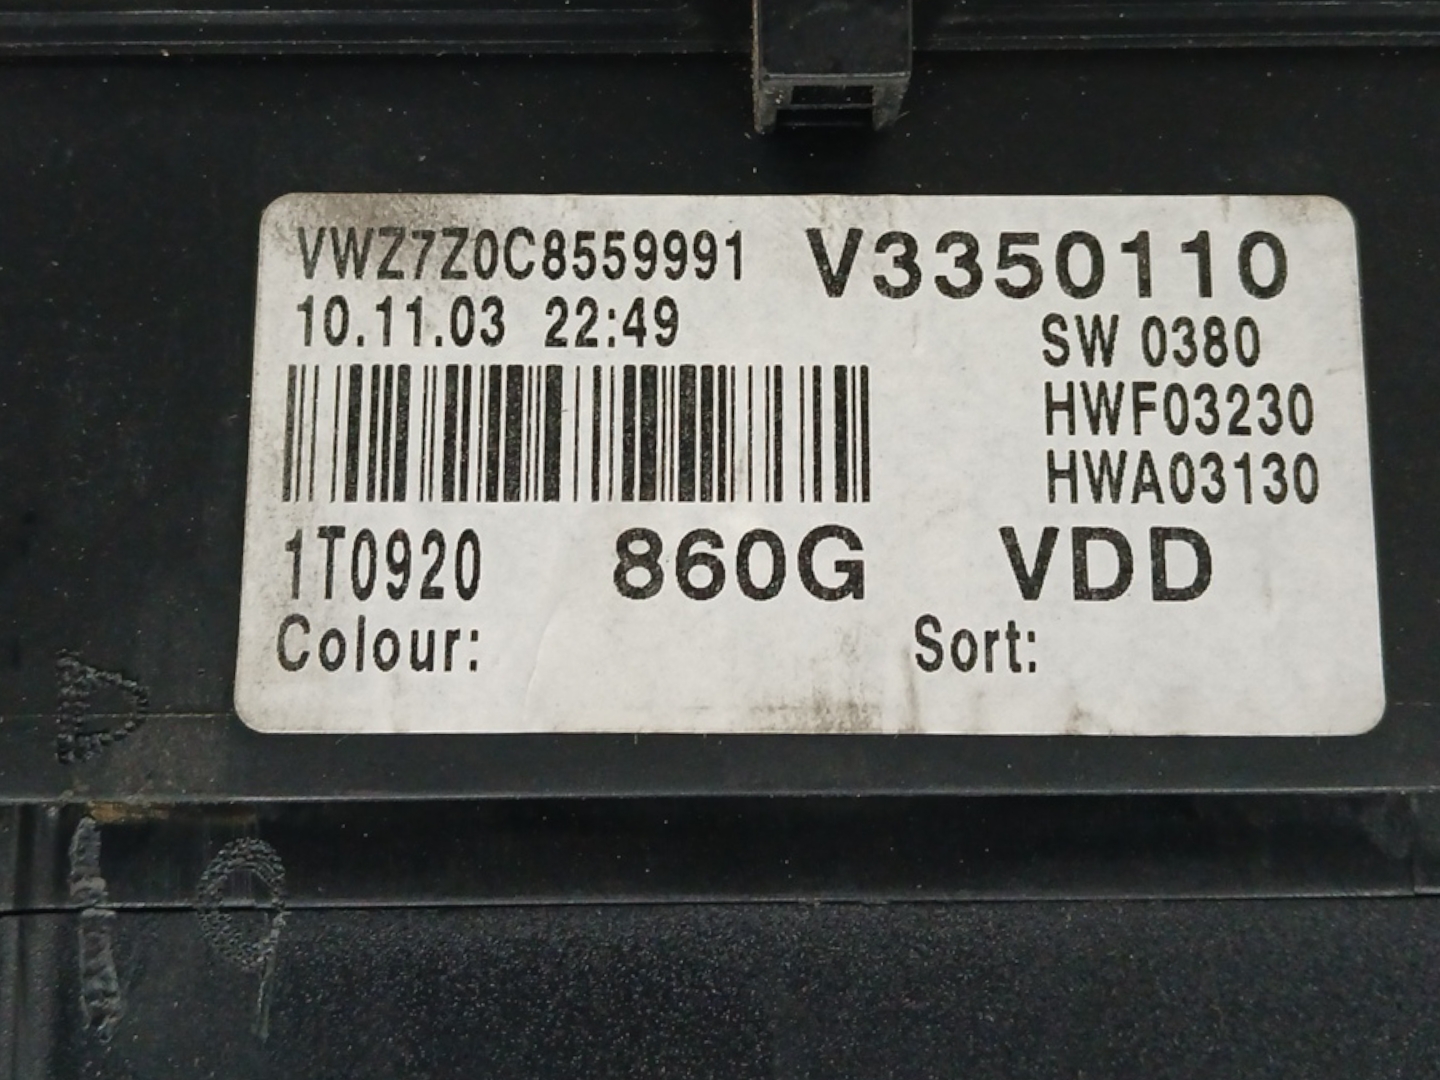 VWZ7Z0C8559991 V3350110
10.11.03 22:49 SW 0380
HWF03230
HWA03130
1T0920 860G VDD
Colour: Sort: